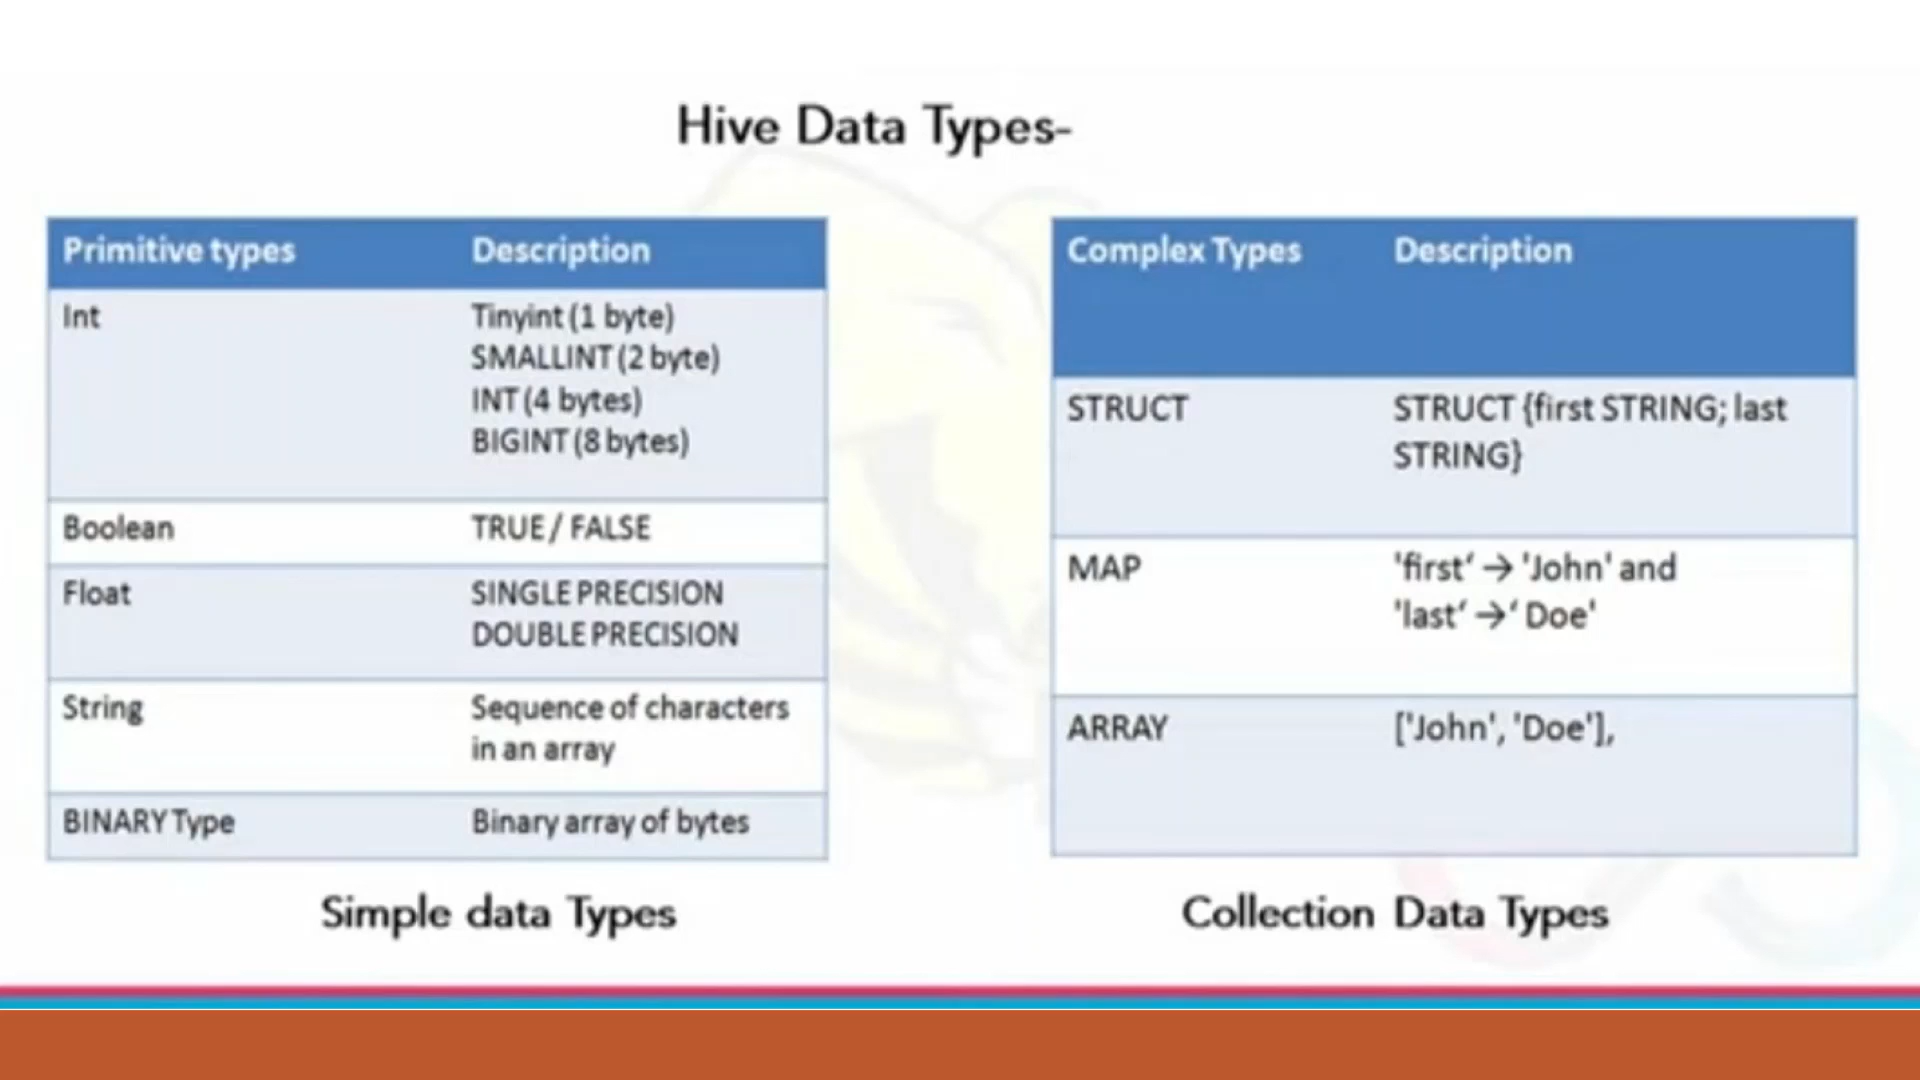 Hive Data Types-
Primitive types Description
Int Tinyint (1 byte)
SMALLINT (2 byte)
INT (4 bytes)
BIGINT (8 bytes)
Boolean TRUE / FALSE
Float SINGLE PRECISION
DOUBLE PRECISION
String Sequence of characters
in an array
BINARY Type Binary array of bytes
Simple data Types
Complex Types Description
STRUCT STRUCT {first STRING; last
STRING}
MAP 'first‘ → 'John' and
'last‘ →‘ Doe'
ARRAY ['John', 'Doe'],
Collection Data Types